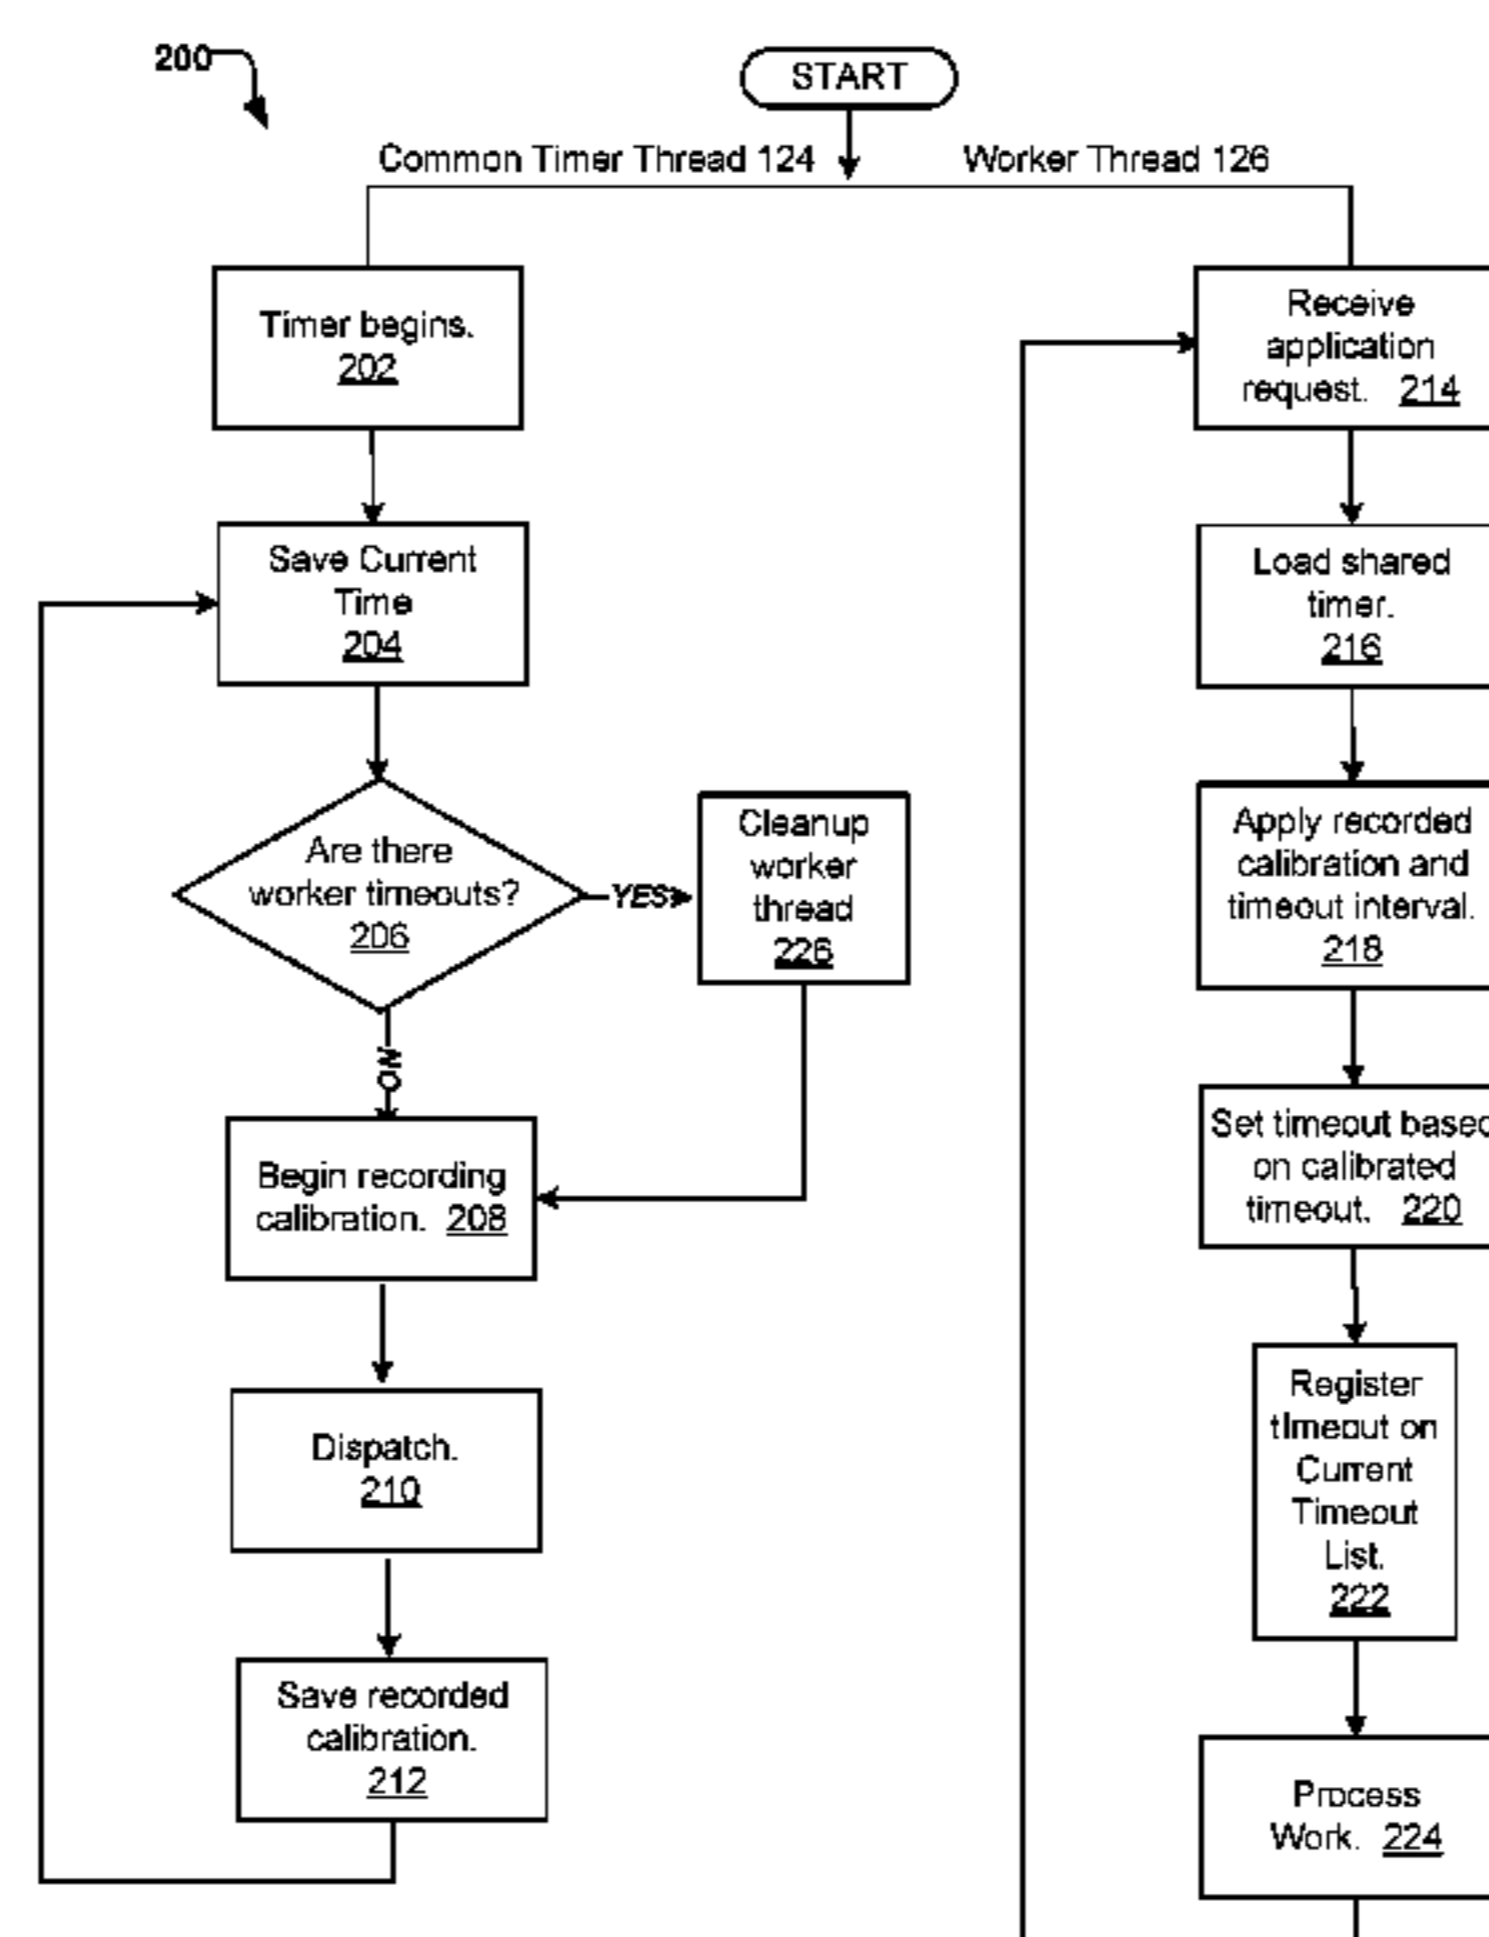 200
START
Common Timer Thread 124
Worker Thread 126
Timer begins.
202
Save Current
Time
204
Are there
worker timeouts?
206
YES
Cleanup
worker
thread
226
NO
Begin recording
calibration. 208
Dispatch.
210
Save recorded
calibration.
212
Receive
application
request. 214
Load shared
timer.
216
Apply recorded
calibration and
timeout interval.
218
Set timeout based
on calibrated
timeout. 220
Register
tImeout on
Current
Timeout
List.
222
Process
Work. 224